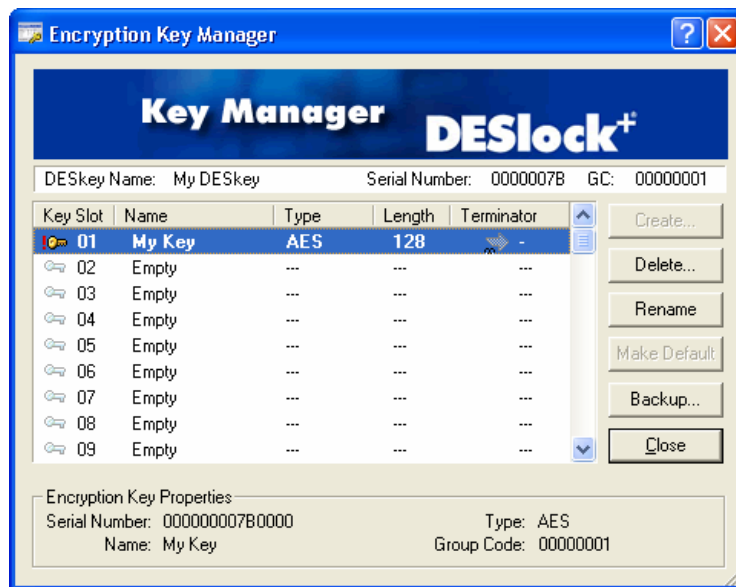 Encryption Key Manager
Key Manager DESlock+
DESkey Name: My DESkey Serial Number: 0000007B GC: 00000001
Key Slot Name Type Length Terminator
01 My Key AES 128 -
02 Empty --- --- ---
03 Empty --- --- ---
04 Empty --- --- ---
05 Empty --- --- ---
06 Empty --- --- ---
07 Empty --- --- ---
08 Empty --- --- ---
09 Empty --- --- ---
Create...
Delete...
Rename
Make Default
Backup...
Close
Encryption Key Properties
Serial Number: 000000007B0000 Type: AES
Name: My Key Group Code: 00000001